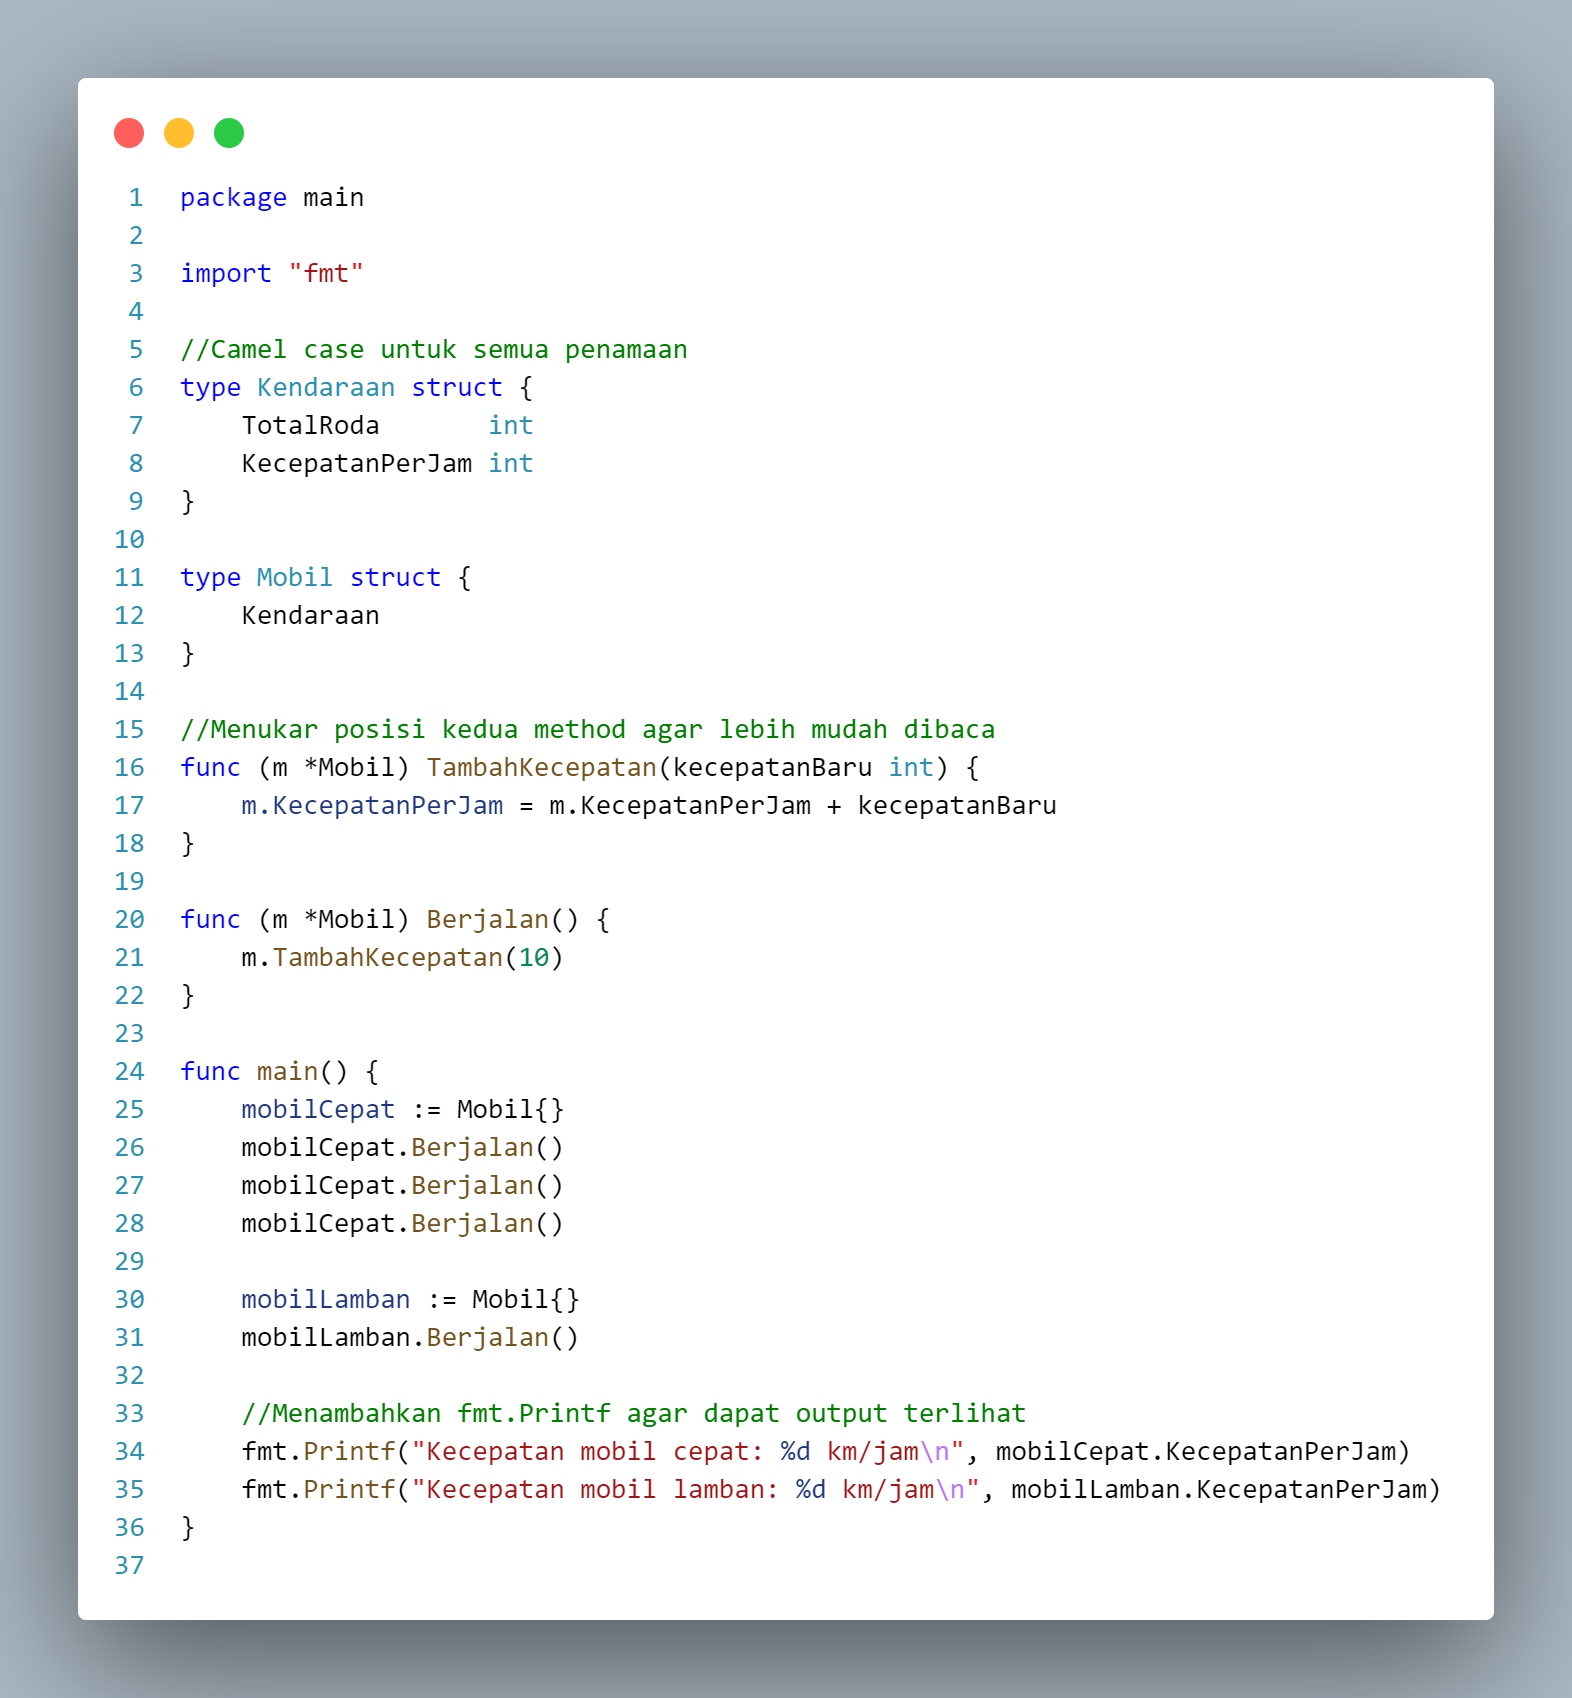 1 package main
2
3 import "fmt"
4
5 //Camel case untuk semua penamaan
6 type Kendaraan struct {
7     TotalRoda       int
8     KecepatanPerJam int
9 }
10
11 type Mobil struct {
12     Kendaraan
13 }
14
15 //Menukar posisi kedua method agar lebih mudah dibaca
16 func (m *Mobil) TambahKecepatan(kecepatanBaru int) {
17     m.KecepatanPerJam = m.KecepatanPerJam + kecepatanBaru
18 }
19
20 func (m *Mobil) Berjalan() {
21     m.TambahKecepatan(10)
22 }
23
24 func main() {
25     mobilCepat := Mobil{}
26     mobilCepat.Berjalan()
27     mobilCepat.Berjalan()
28     mobilCepat.Berjalan()
29
30     mobilLamban := Mobil{}
31     mobilLamban.Berjalan()
32
33     //Menambahkan fmt.Printf agar dapat output terlihat
34     fmt.Printf("Kecepatan mobil cepat: %d km/jam\n", mobilCepat.KecepatanPerJam)
35     fmt.Printf("Kecepatan mobil lamban: %d km/jam\n", mobilLamban.KecepatanPerJam)
36 }
37